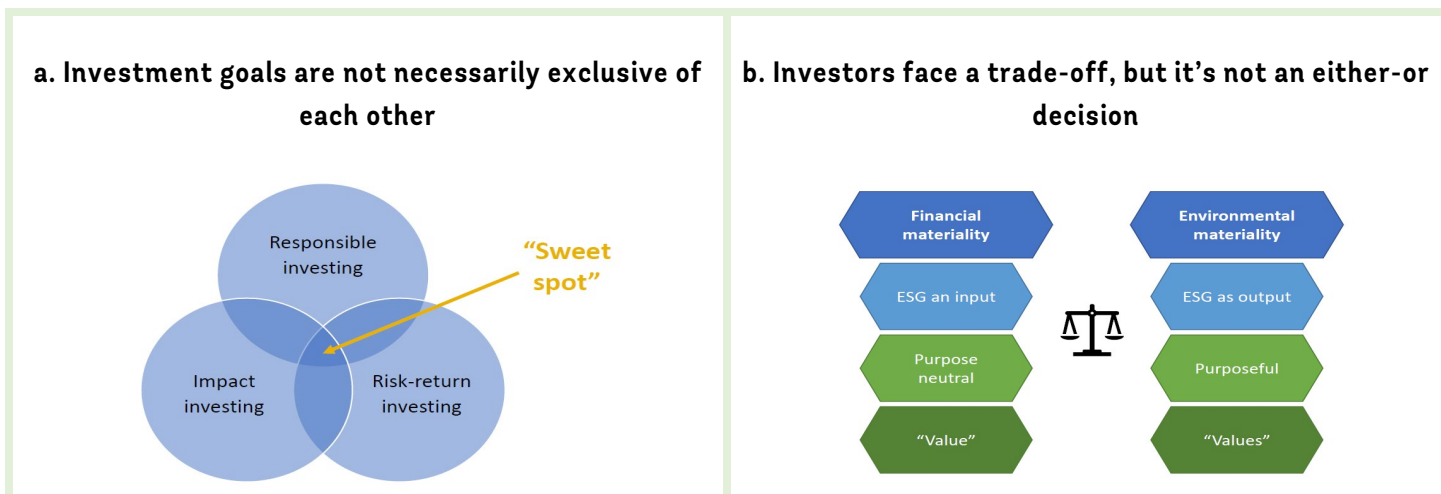 a. Investment goals are not necessarily exclusive of
each other
Responsible
investing
“Sweet
spot”
Impact
investing
Risk-return
investing
b. Investors face a trade-off, but it’s not an either-or
decision
Financial
materiality
Environmental
materiality
ESG an input
ESG as output
Purpose
neutral
Purposeful
“Value”
“Values”